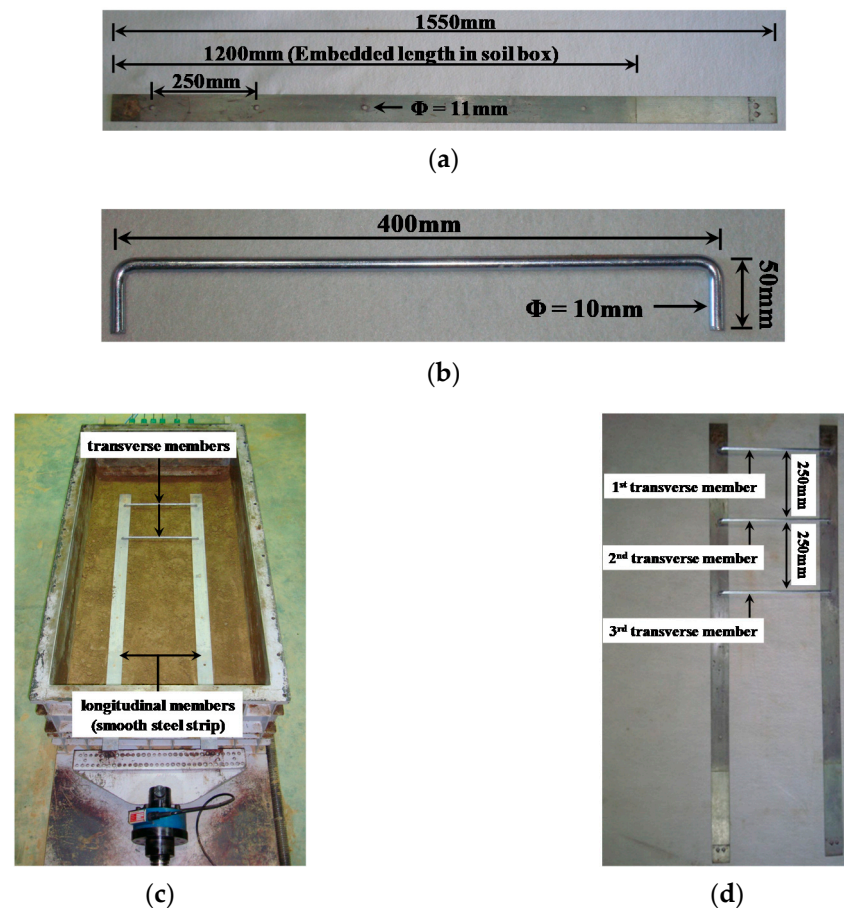 1550mm
1200mm (Embedded length in soil box)
250mm
Φ = 11mm
(a)
400mm
50mm
Φ = 10mm
(b)
transverse members
longitudinal members
(smooth steel strip)
(c)
1st transverse member
250mm
2nd transverse member
250mm
3rd transverse member
(d)